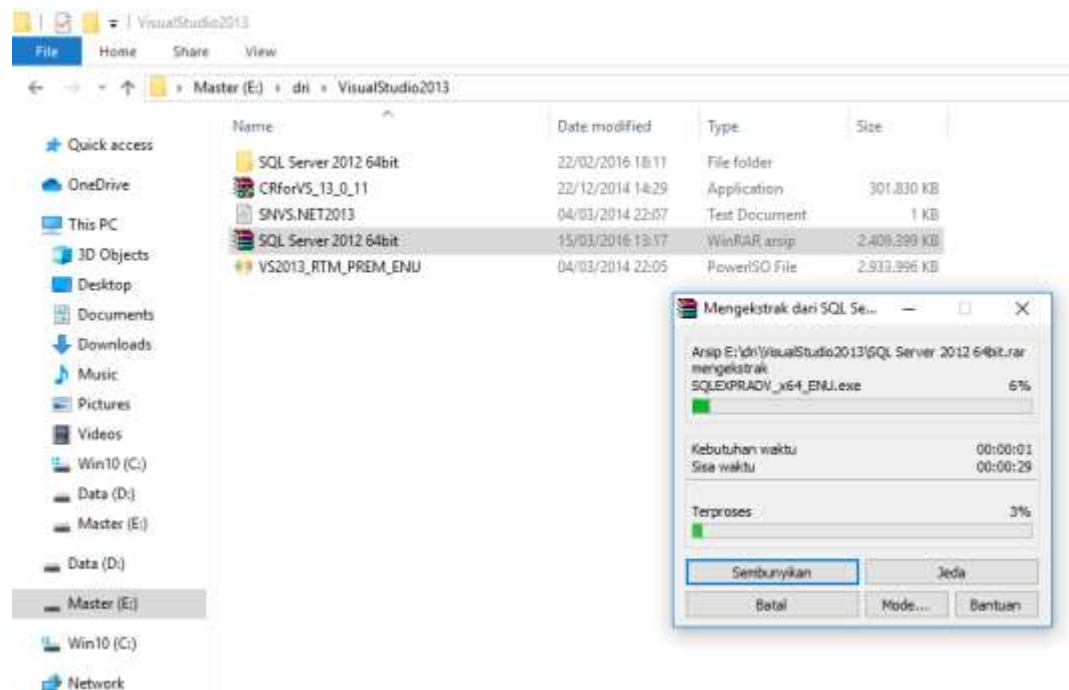 VisualStudio2013
File Home Share View
Master (E:) › dri › VisualStudio2013
Name Date modified Type Size
Quick access
OneDrive
This PC
3D Objects
Desktop
Documents
Downloads
Music
Pictures
Videos
Win10 (C:)
Data (D:)
Master (E:)
Data (D:)
Master (E:)
Win10 (C:)
Network
SQL Server 2012 64bit 22/02/2016 18:11 File folder
CRforVS_13_0_11 22/12/2014 14:29 Application 301.830 KB
SNVS.NET2013 04/03/2014 22:07 Text Document 1 KB
SQL Server 2012 64bit 15/03/2016 13:17 WinRAR arsip 2.409.399 KB
VS2013_RTM_PREM_ENU 04/03/2014 22:05 PowerISO File 2.933.996 KB
Mengekstrak dari SQL Se...
Arsip E:\dri\VisualStudio2013\SQL Server 2012 64bit.rar
mengekstrak
SQLEXPRADV_x64_ENU.exe 6%
Kebutuhan waktu 00:00:01
Sisa waktu 00:00:29
Terproses 3%
Sembunyikan Jeda
Batal Mode... Bantuan